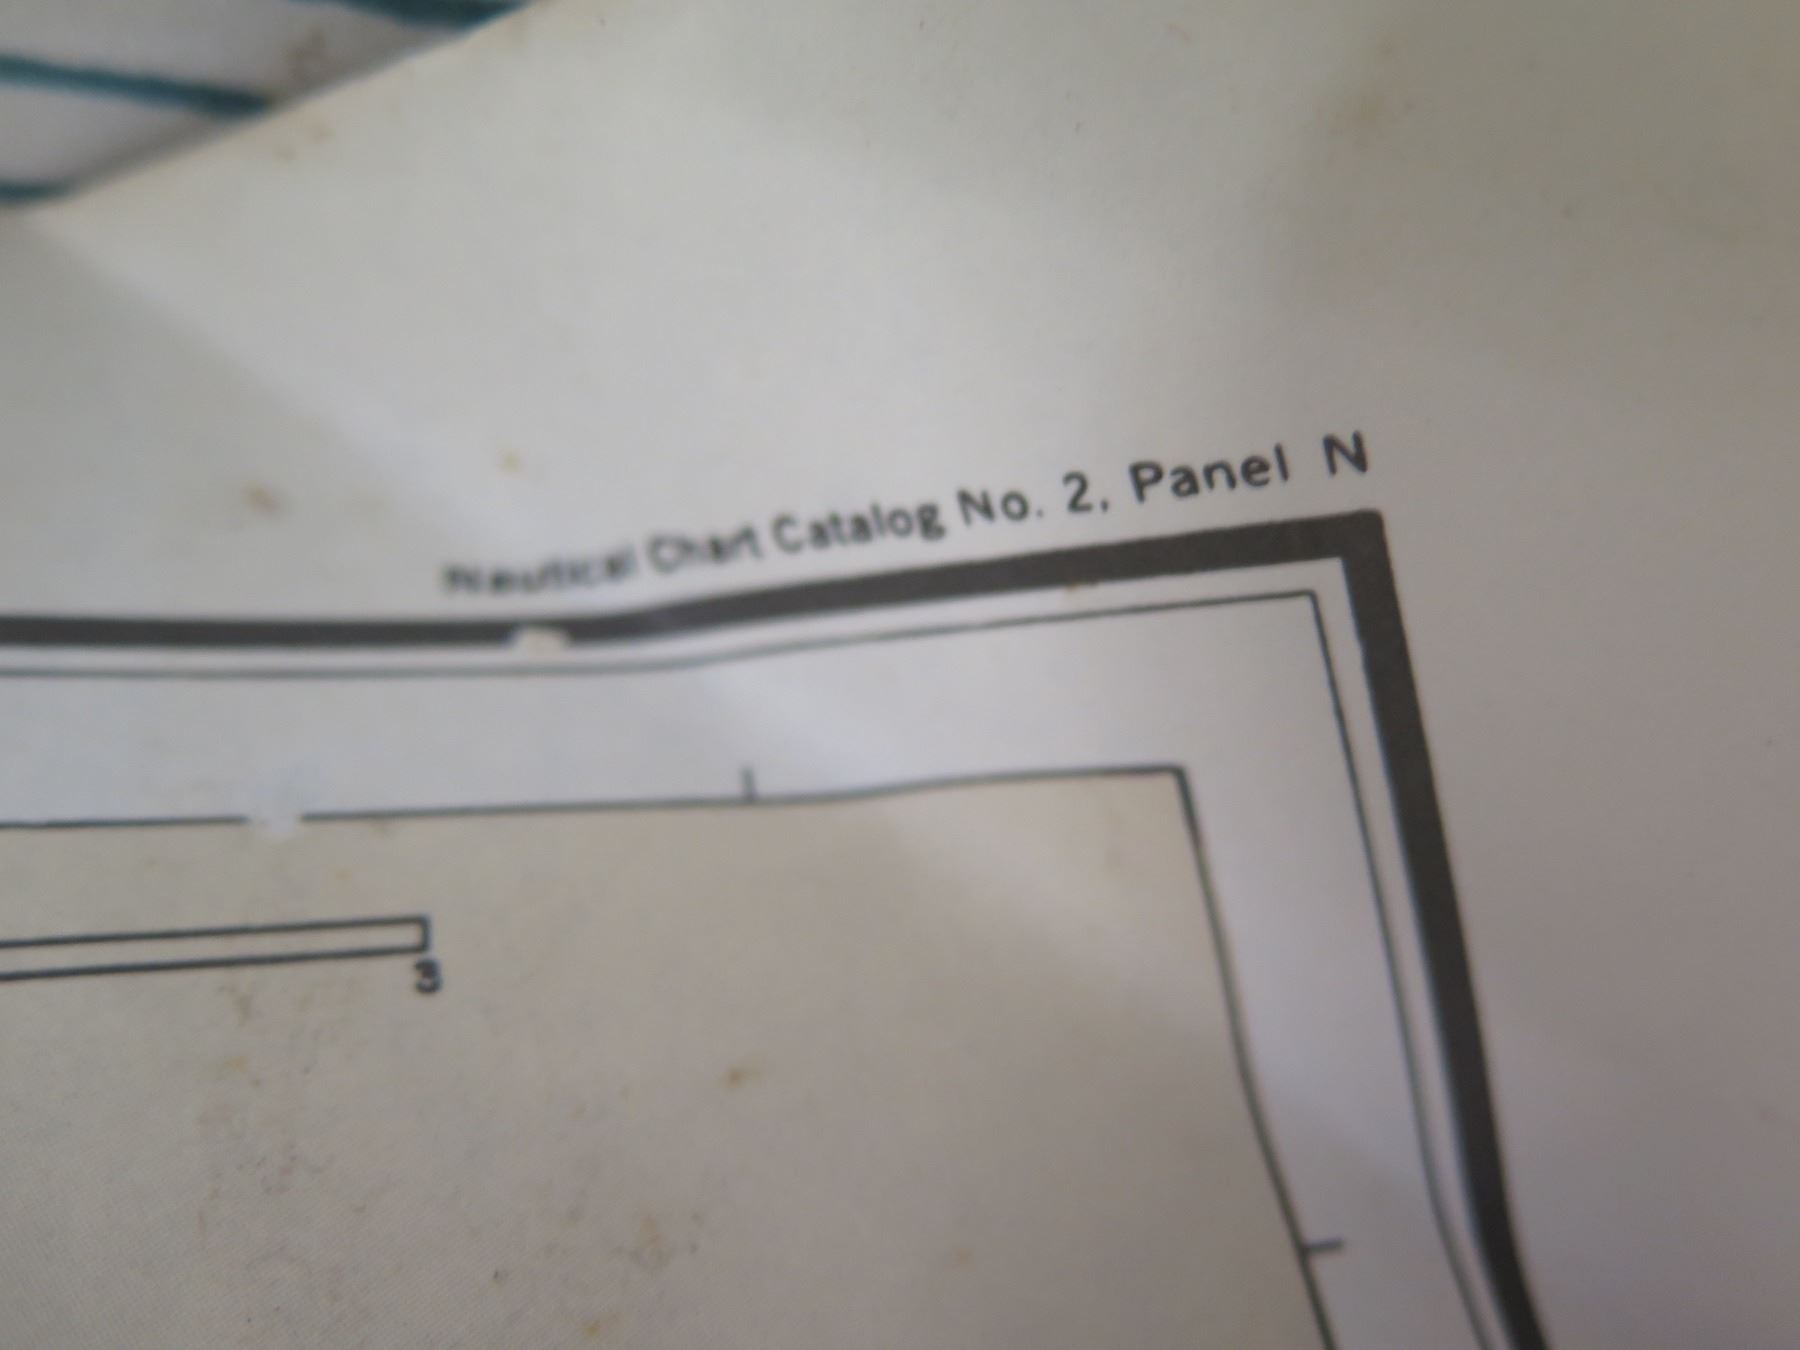 Nautical Chart Catalog No. 2, Panel N
3